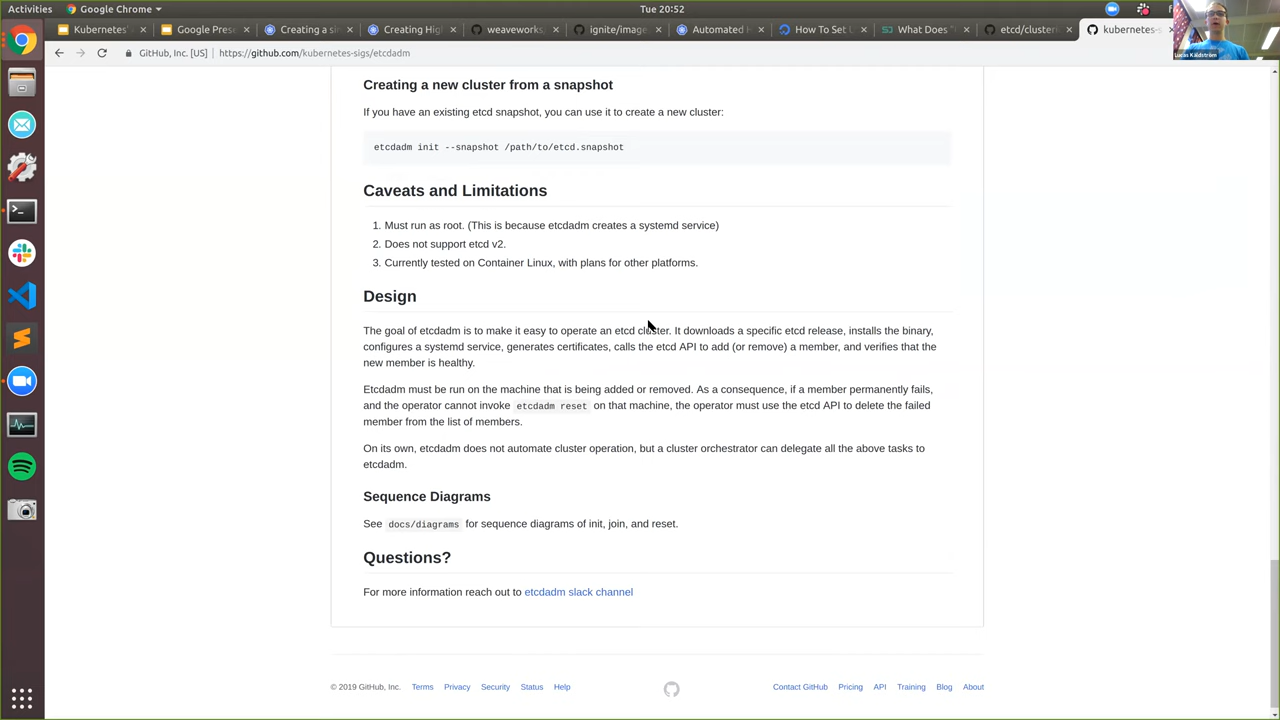 Activities
Google Chrome
Tue 20:52
Kubernetes'
Google Prese
Creating a si
Creating Hig
weaveworks
ignite/image
Automated H
How To Set
What Does
etcd/cluster
kubernetes-s
GitHub, Inc. [US]
https://github.com/kubernetes-sigs/etcdadm
Lucas Käldström
Creating a new cluster from a snapshot
If you have an existing etcd snapshot, you can use it to create a new cluster:
etcdadm init --snapshot /path/to/etcd.snapshot
Caveats and Limitations
1. Must run as root. (This is because etcdadm creates a systemd service)
2. Does not support etcd v2.
3. Currently tested on Container Linux, with plans for other platforms.
Design
The goal of etcdadm is to make it easy to operate an etcd cluster. It downloads a specific etcd release, installs the binary,
configures a systemd service, generates certificates, calls the etcd API to add (or remove) a member, and verifies that the
new member is healthy.
Etcdadm must be run on the machine that is being added or removed. As a consequence, if a member permanently fails,
and the operator cannot invoke etcdadm reset on that machine, the operator must use the etcd API to delete the failed
member from the list of members.
On its own, etcdadm does not automate cluster operation, but a cluster orchestrator can delegate all the above tasks to
etcdadm.
Sequence Diagrams
See docs/diagrams for sequence diagrams of init, join, and reset.
Questions?
For more information reach out to etcdadm slack channel
© 2019 GitHub, Inc. Terms Privacy Security Status Help
Contact GitHub Pricing API Training Blog About